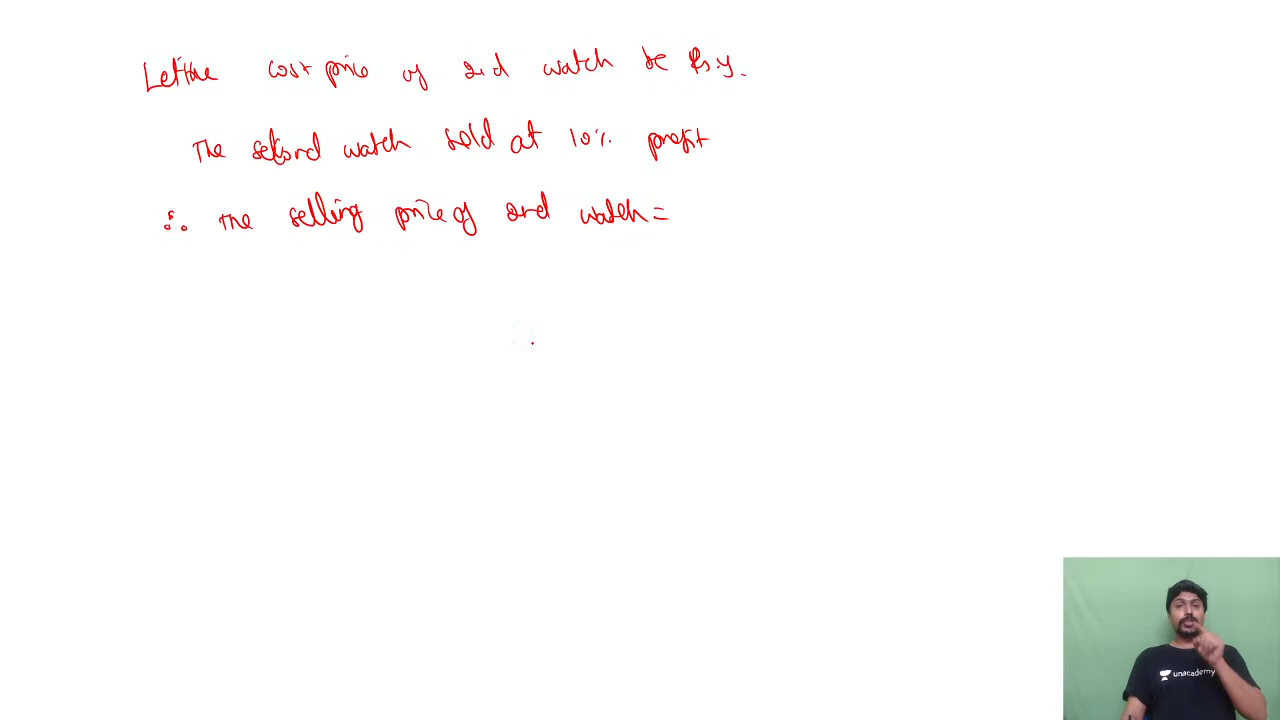 Let the cost price of 2nd watch be Rs.y.
The second watch sold at 10% profit
∴ The selling price of 2nd watch =
unacademy